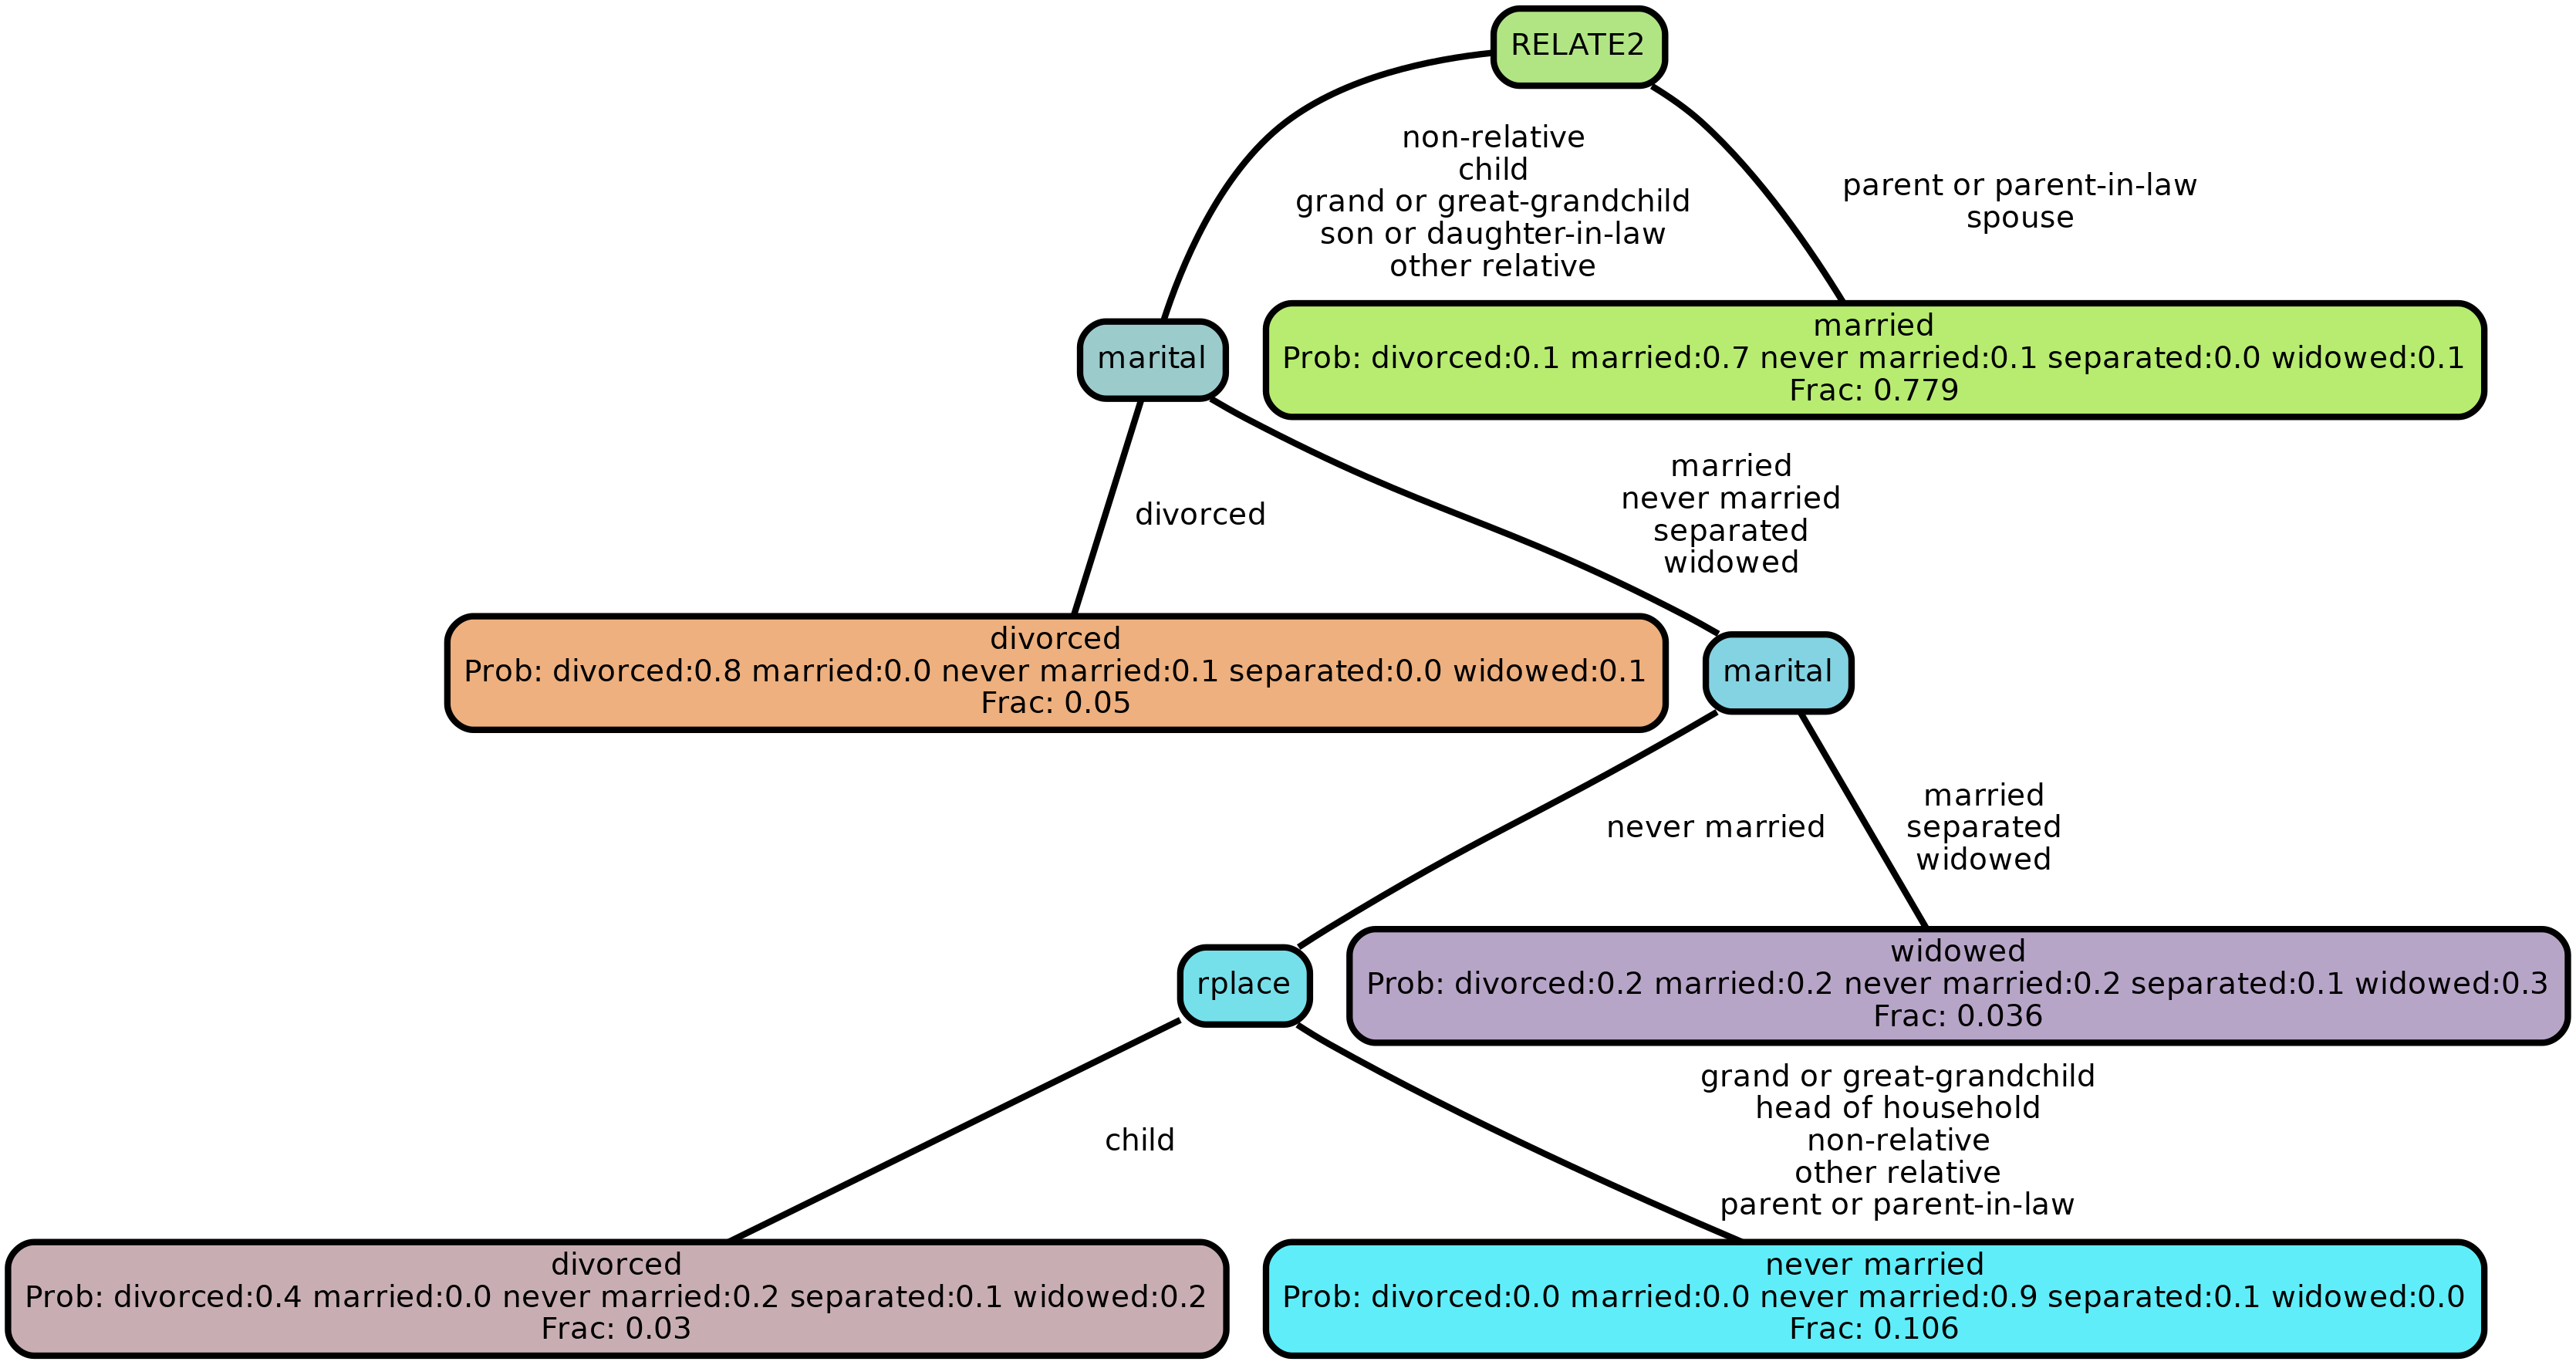 RELATE2
non-relative
child
grand or great-grandchild
son or daughter-in-law
other relative
parent or parent-in-law
spouse
marital
married
Prob: divorced:0.1 married:0.7 never married:0.1 separated:0.0 widowed:0.1
Frac: 0.779
divorced
married
never married
separated
widowed
divorced
Prob: divorced:0.8 married:0.0 never married:0.1 separated:0.0 widowed:0.1
Frac: 0.05
marital
never married
married
separated
widowed
rplace
widowed
Prob: divorced:0.2 married:0.2 never married:0.2 separated:0.1 widowed:0.3
Frac: 0.036
child
grand or great-grandchild
head of household
non-relative
other relative
parent or parent-in-law
divorced
Prob: divorced:0.4 married:0.0 never married:0.2 separated:0.1 widowed:0.2
Frac: 0.03
never married
Prob: divorced:0.0 married:0.0 never married:0.9 separated:0.1 widowed:0.0
Frac: 0.106